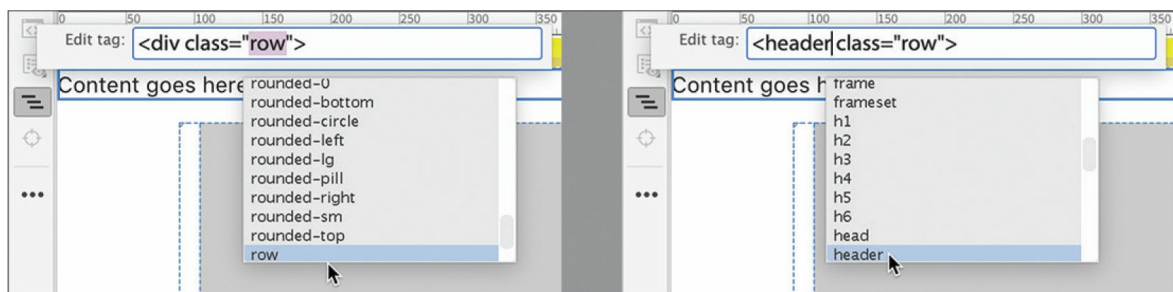 0 50 100 150 200 250 300 350
Edit tag: <div class="row">
Content goes here
rounded-0
rounded-bottom
rounded-circle
rounded-left
rounded-lg
rounded-pill
rounded-right
rounded-sm
rounded-top
row
0 50 100 150 200 250 300 350
Edit tag: <header class="row">
Content goes h
frame
frameset
h1
h2
h3
h4
h5
h6
head
header